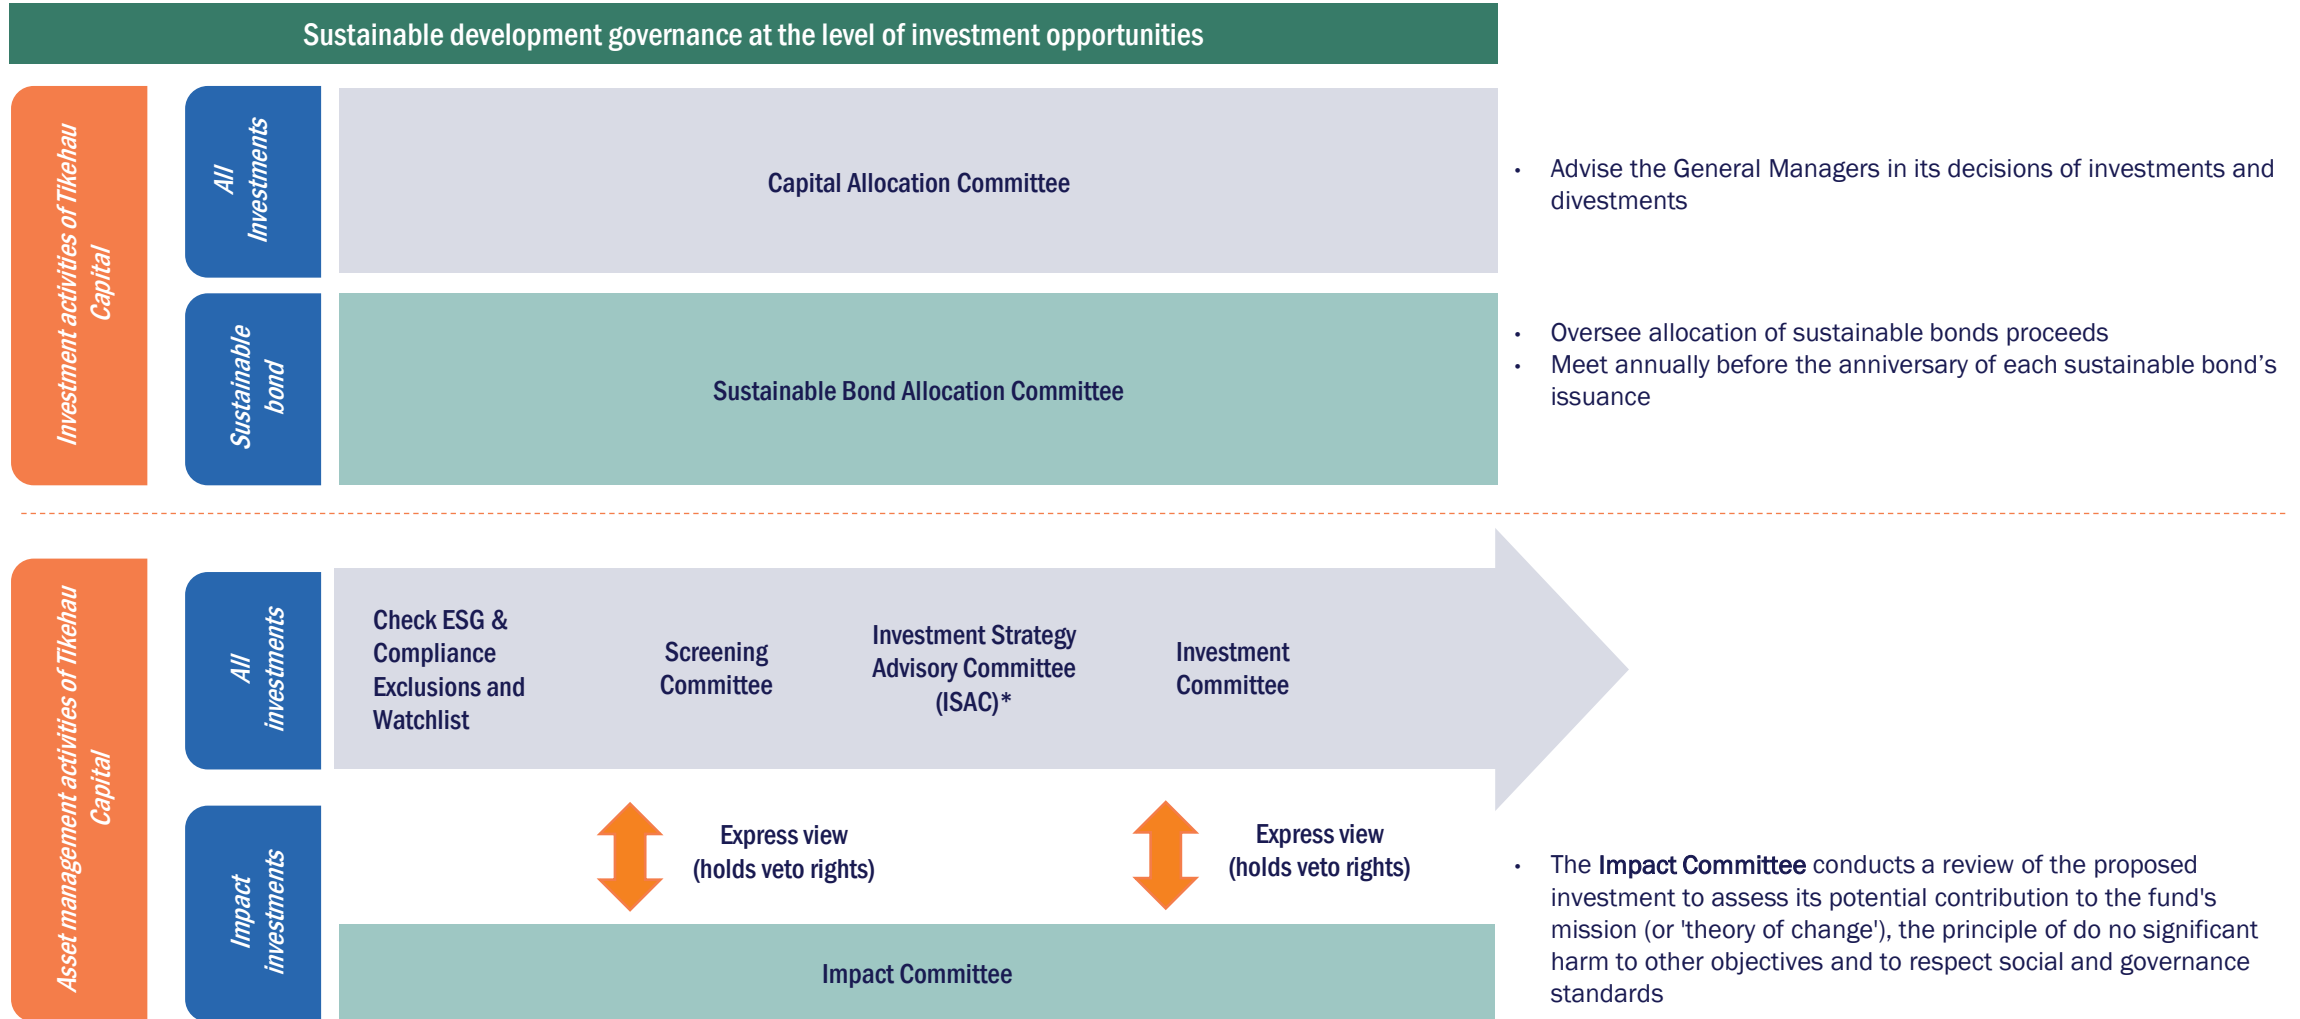 Sustainable development governance at the level of investment opportunities
Investment activities of Tikehau
Capital
All
Investments
Capital Allocation Committee
• Advise the General Managers in its decisions of investments and
divestments
Sustainable
bond
Sustainable Bond Allocation Committee
• Oversee allocation of sustainable bonds proceeds
• Meet annually before the anniversary of each sustainable bond’s
issuance
Asset management activities of Tikehau
Capital
All
investments
Check ESG &
Compliance
Exclusions and
Watchlist
Screening
Committee
Investment Strategy
Advisory Committee
(ISAC)*
Investment
Committee
Impact
investments
Express view
(holds veto rights)
Express view
(holds veto rights)
Impact Committee
• The Impact Committee conducts a review of the proposed
investment to assess its potential contribution to the fund's
mission (or 'theory of change'), the principle of do no significant
harm to other objectives and to respect social and governance
standards